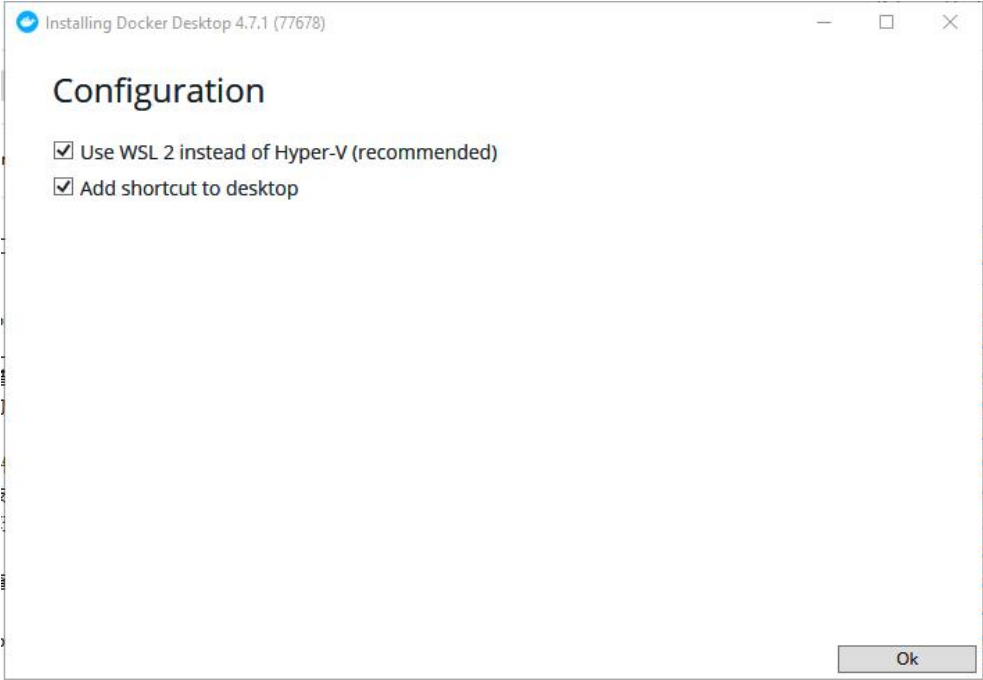 Installing Docker Desktop 4.7.1 (77678)
Configuration
Use WSL 2 instead of Hyper-V (recommended)
Add shortcut to desktop
Ok